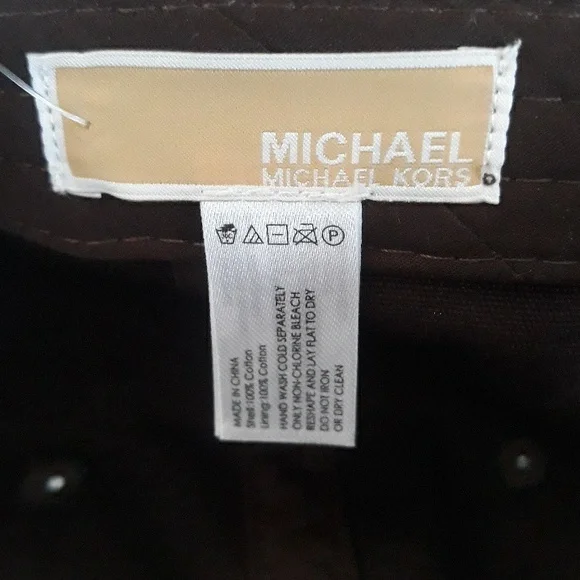 MICHAEL
MICHAEL KORS
P
MADE IN CHINA
Shell:100% Cotton
Lining:100% Cotton
HAND WASH COLD SEPARATELY
ONLY NON-CHLORINE BLEACH
RESHAPE AND LAY FLAT TO DRY
DO NOT IRON
OR DRY CLEAN